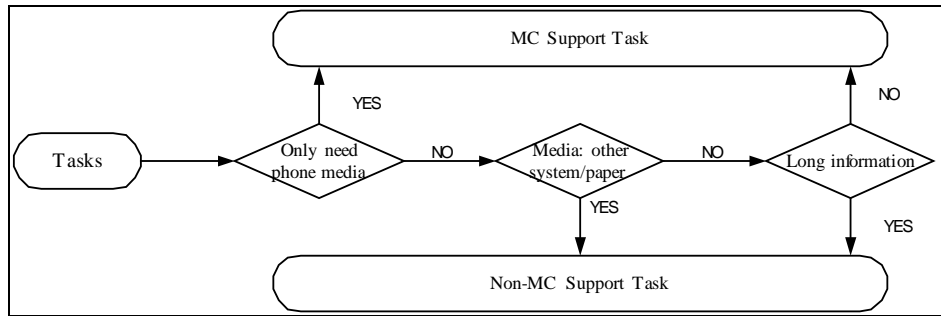 MC Support Task
YES
NO
Tasks
Only need
phone media
NO
Media: other
system/paper
NO
Long information
YES
YES
Non-MC Support Task